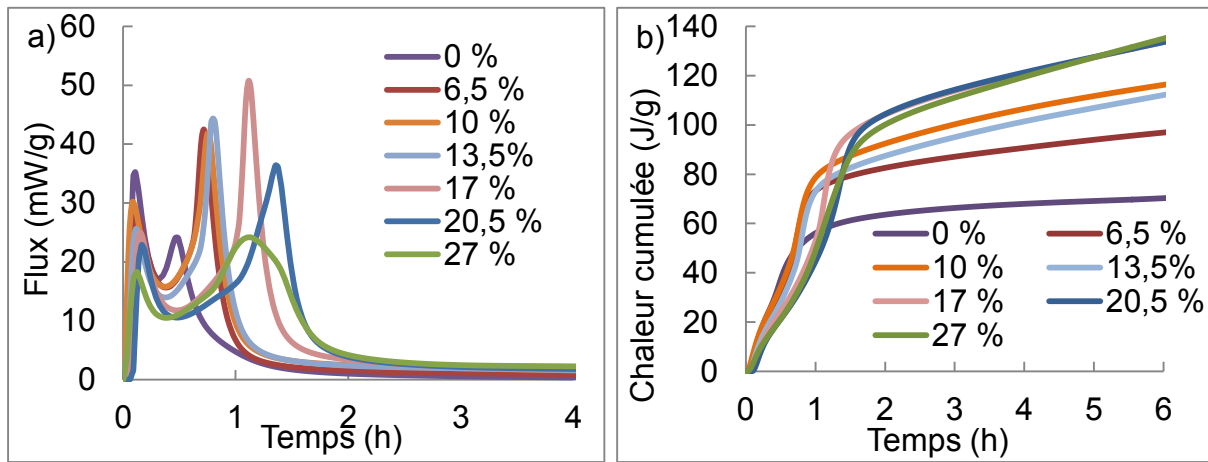 a)
Flux (mW/g)
60
50
40
30
20
10
0
0 %
6,5 %
10 %
13,5%
17 %
20,5 %
27 %
0 1 2 3 4
Temps (h)
b)
Chaleur cumulée (J/g)
140
120
100
80
60
40
20
0
0 % 6,5 %
10 % 13,5%
17 % 20,5 %
27 %
0 1 2 3 4 5 6
Temps (h)